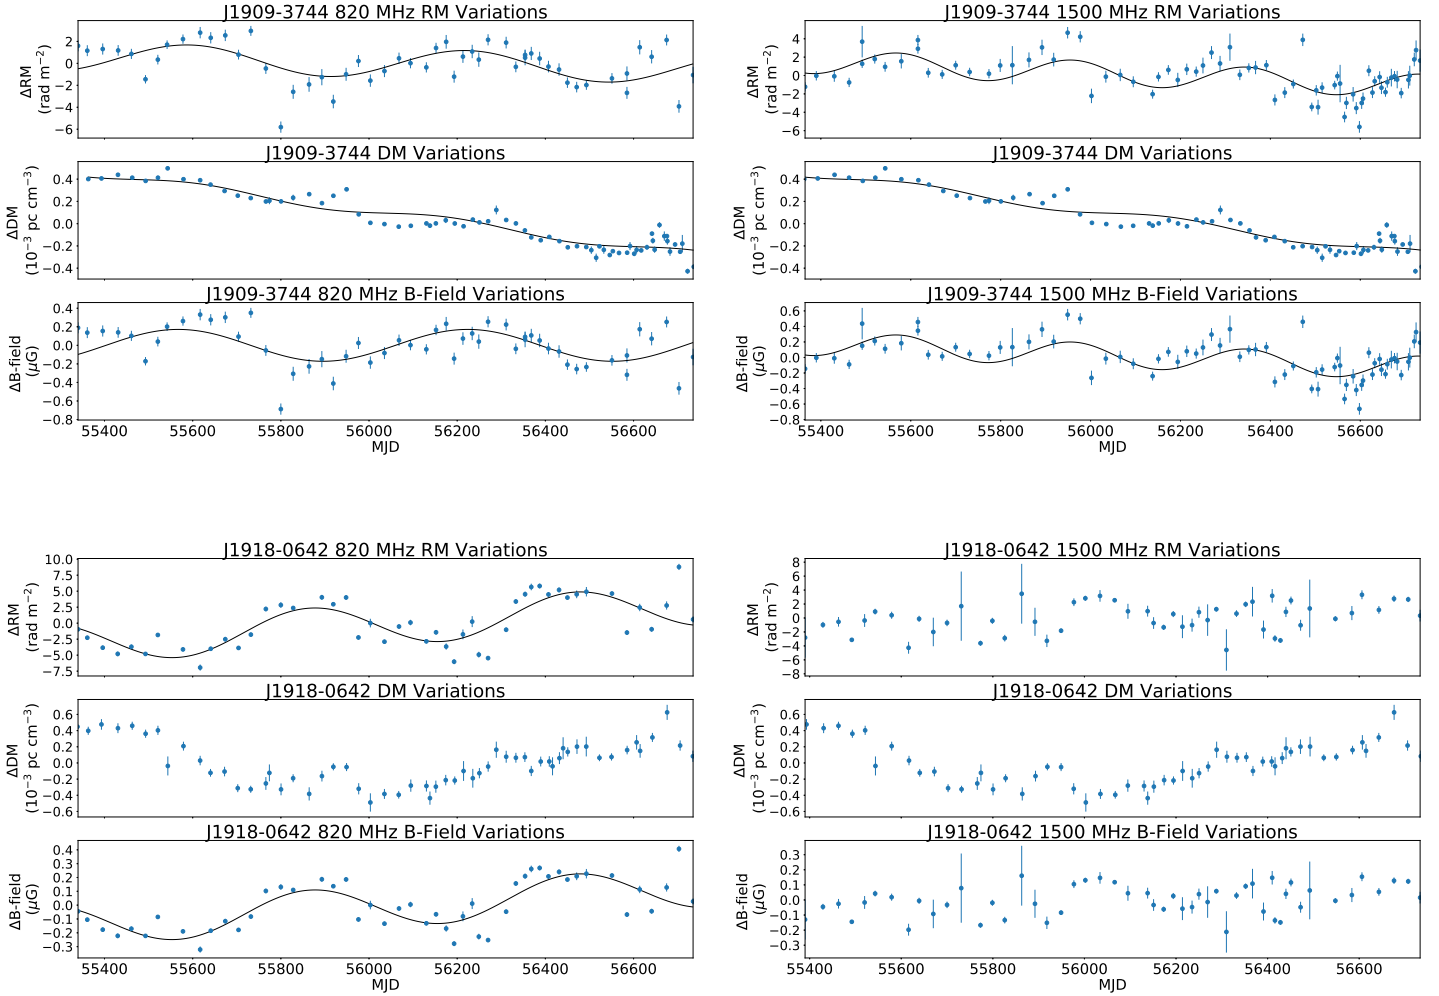 J1909-3744 820 MHz RM Variations
ΔRM
(rad m⁻²)
2
0
−2
−4
−6
J1909-3744 DM Variations
ΔDM
(10⁻³ pc cm⁻³)
0.4
0.2
0.0
−0.2
−0.4
J1909-3744 820 MHz B-Field Variations
ΔB-field
(μG)
0.4
0.2
0.0
−0.2
−0.4
−0.6
−0.8
55400 55600 55800 56000 56200 56400 56600
MJD
J1909-3744 1500 MHz RM Variations
ΔRM
(rad m⁻²)
4
2
0
−2
−4
−6
J1909-3744 DM Variations
ΔDM
(10⁻³ pc cm⁻³)
0.4
0.2
0.0
−0.2
−0.4
J1909-3744 1500 MHz B-Field Variations
ΔB-field
(μG)
0.6
0.4
0.2
0.0
−0.2
−0.4
−0.6
−0.8
55400 55600 55800 56000 56200 56400 56600
MJD
J1918-0642 820 MHz RM Variations
ΔRM
(rad m⁻²)
10.0
7.5
5.0
2.5
0.0
−2.5
−5.0
−7.5
J1918-0642 DM Variations
ΔDM
(10⁻³ pc cm⁻³)
0.6
0.4
0.2
0.0
−0.2
−0.4
−0.6
J1918-0642 820 MHz B-Field Variations
ΔB-field
(μG)
0.4
0.3
0.2
0.1
0.0
−0.1
−0.2
−0.3
55400 55600 55800 56000 56200 56400 56600
MJD
J1918-0642 1500 MHz RM Variations
ΔRM
(rad m⁻²)
8
6
4
2
0
−2
−4
−6
−8
J1918-0642 DM Variations
ΔDM
(10⁻³ pc cm⁻³)
0.6
0.4
0.2
0.0
−0.2
−0.4
−0.6
J1918-0642 1500 MHz B-Field Variations
ΔB-field
(μG)
0.3
0.2
0.1
0.0
−0.1
−0.2
−0.3
55400 55600 55800 56000 56200 56400 56600
MJD